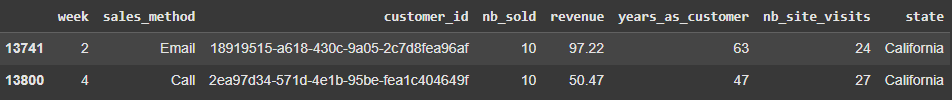 week sales_method customer_id nb_sold revenue years_as_customer nb_site_visits state
13741 2 Email 18919515-a618-430c-9a05-2c7d8fea96af 10 97.22 63 24 California
13800 4 Call 2ea97d34-571d-4e1b-95be-fea1c404649f 10 50.47 47 27 California